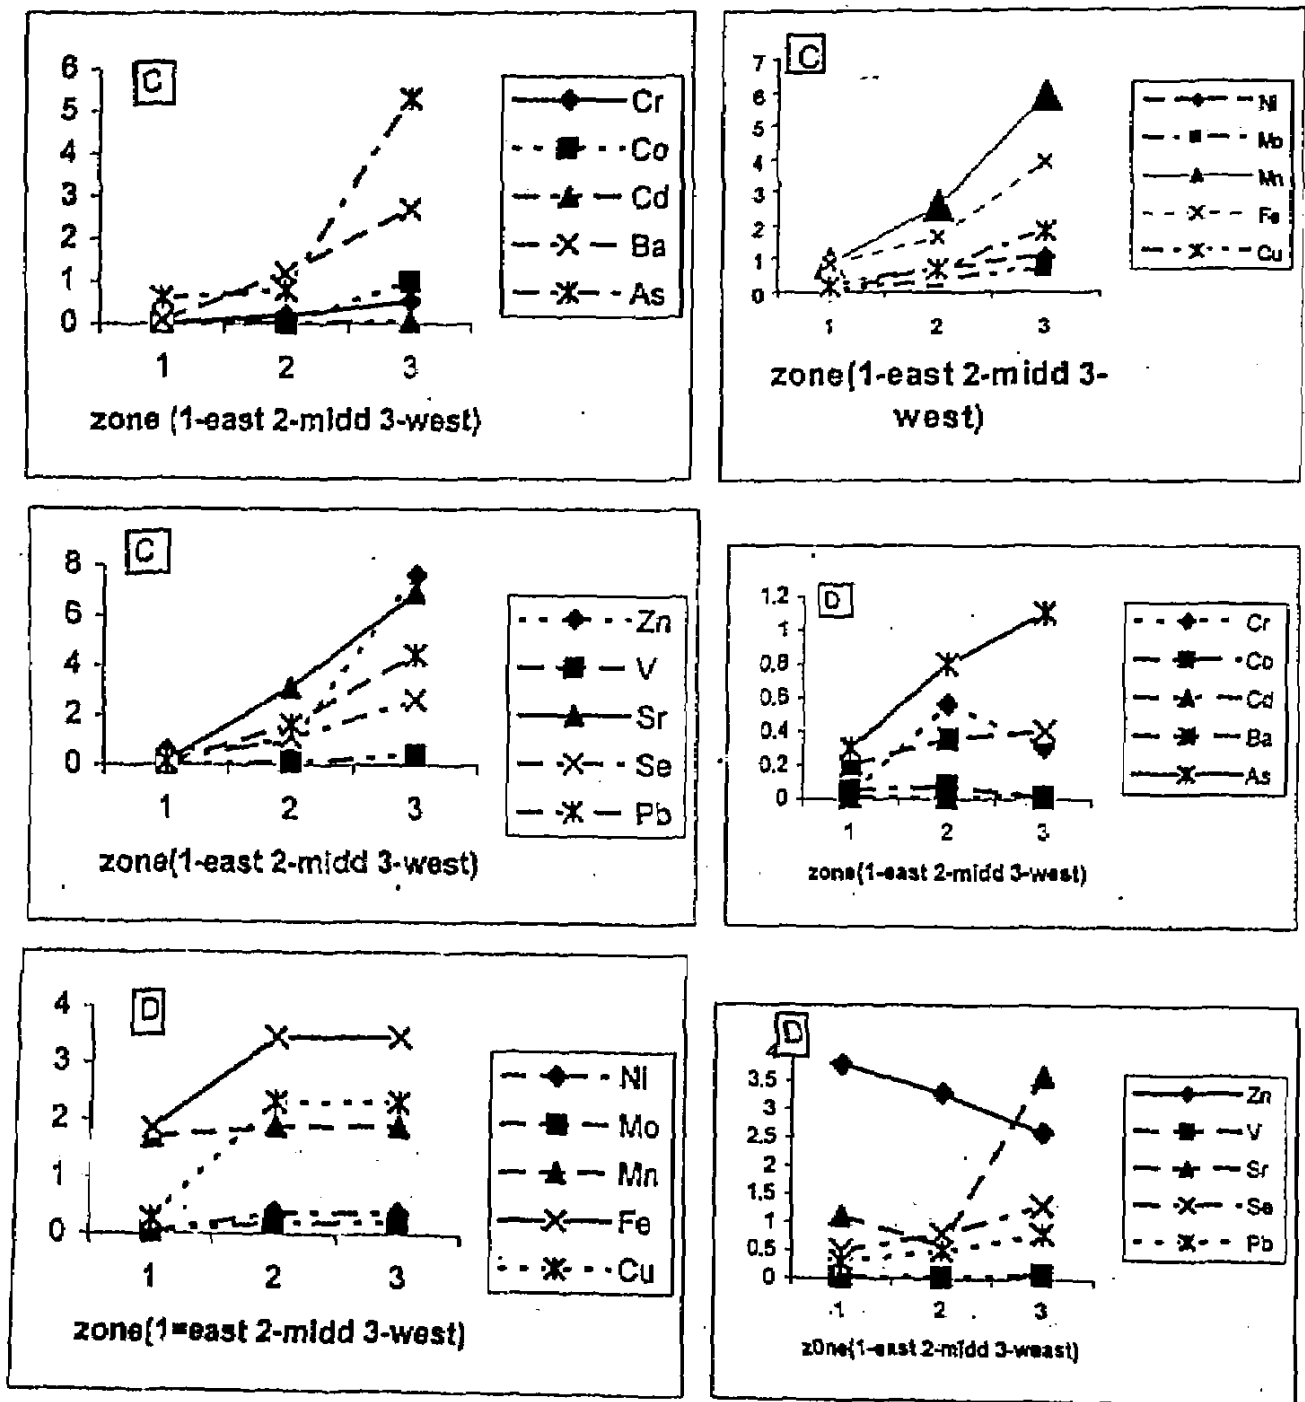 C
6
5
4
3
2
1
0
1 2 3
zone (1-east 2-midd 3-west)
Cr
Co
Cd
Ba
As
C
7
6
5
4
3
2
1
0
1 2 3
zone(1-east 2-midd 3-
west)
Ni
Mo
Mn
Fe
Cu
C
8
6
4
2
0
1 2 3
zone(1-east 2-midd 3-west)
Zn
V
Sr
Se
Pb
D
1.2
1
0.8
0.6
0.4
0.2
0
1 2 3
zone(1-east 2-midd 3-west)
Cr
Co
Cd
Ba
As
D
4
3
2
1
0
1 2 3
zone(1=east 2-midd 3-west)
Ni
Mo
Mn
Fe
Cu
D
4
3.5
3
2.5
2
1.5
1
0.5
0
1 2 3
z0ne(1-east 2-midd 3-weast)
Zn
V
Sr
Se
Pb